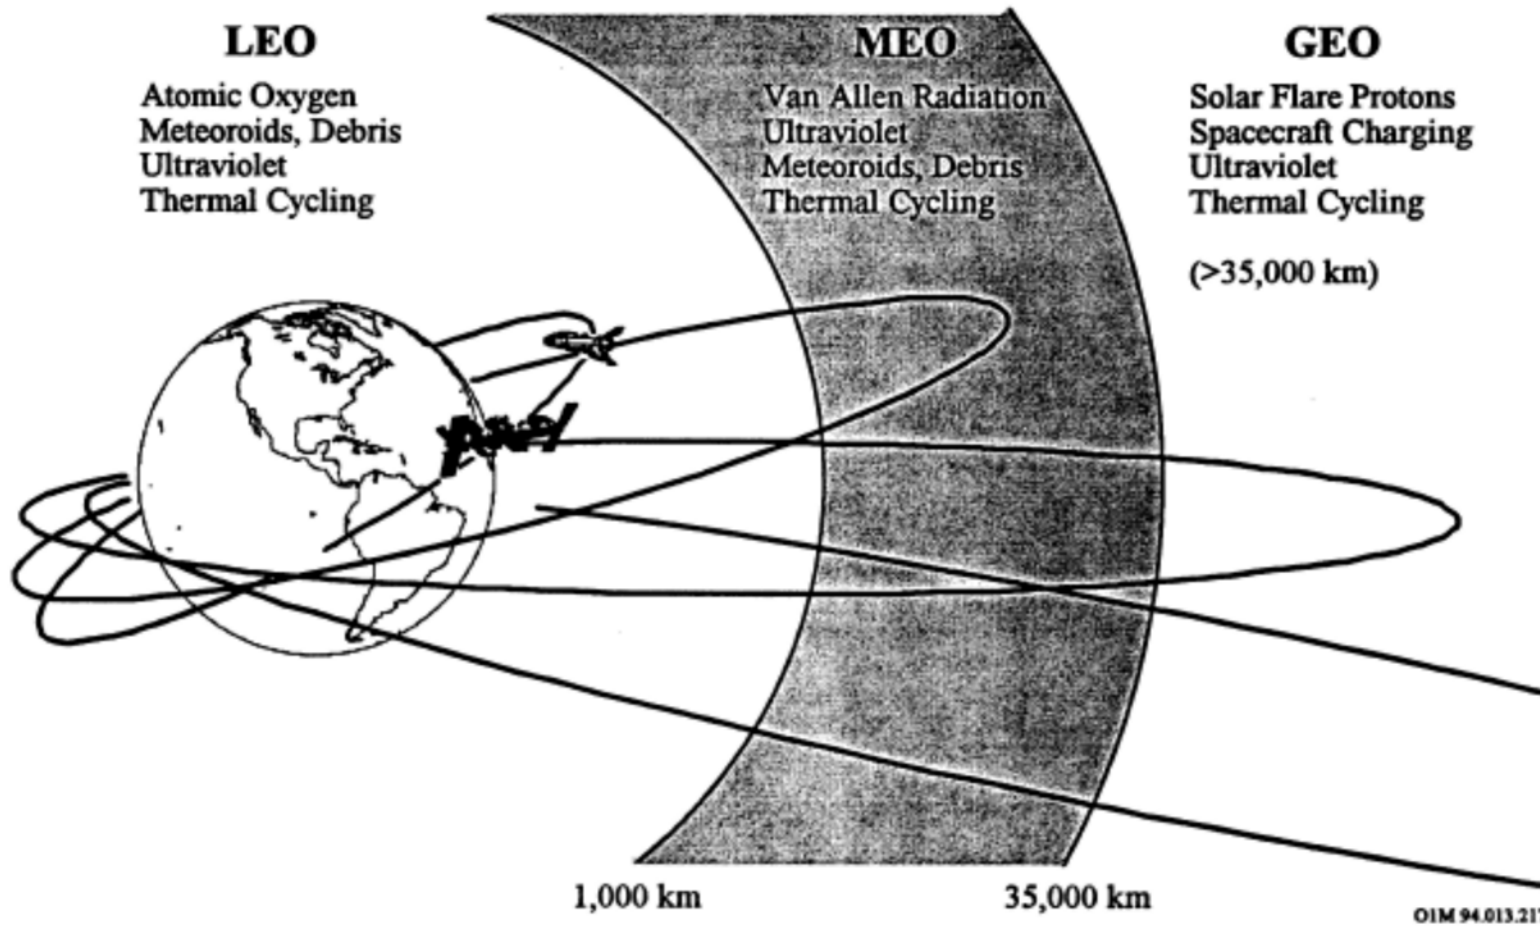 LEO
Atomic Oxygen
Meteoroids, Debris
Ultraviolet
Thermal Cycling
MEO
Van Allen Radiation
Ultraviolet
Meteoroids, Debris
Thermal Cycling
GEO
Solar Flare Protons
Spacecraft Charging
Ultraviolet
Thermal Cycling
(>35,000 km)
1,000 km
35,000 km